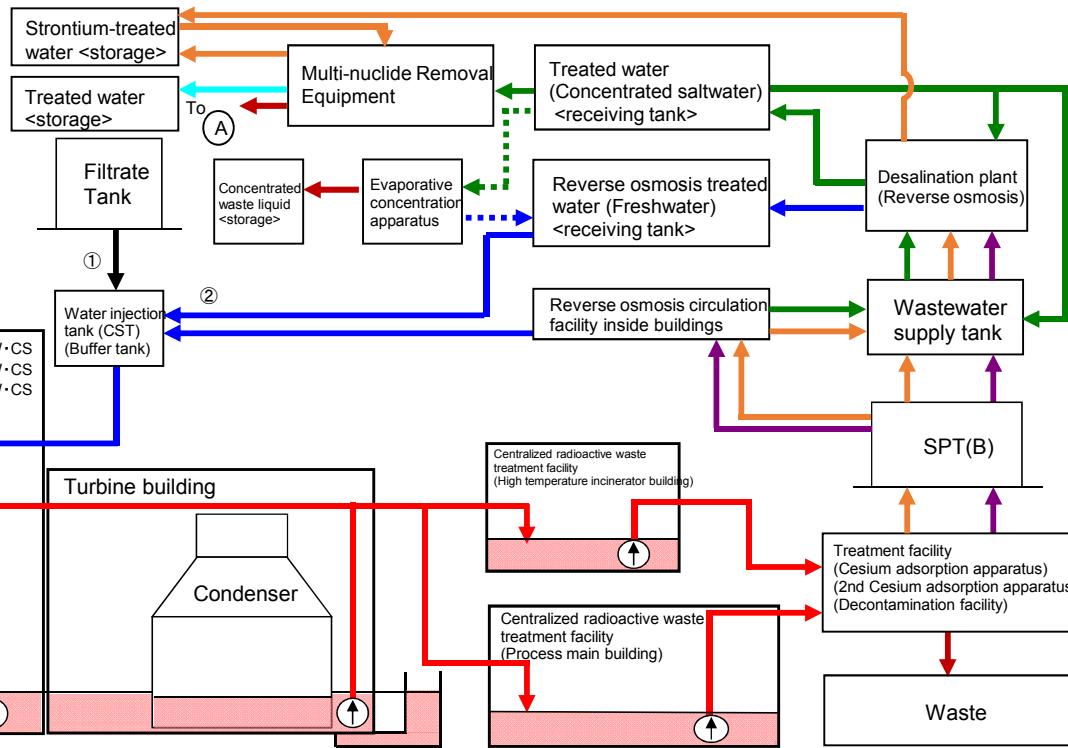 Strontium-treated
water <storage>
Treated water
<storage>
To
A
Multi-nuclide Removal
Equipment
Treated water
(Concentrated saltwater)
<receiving tank>
Filtrate
Tank
Concentrated
waste liquid
<storage>
Evaporative
concentration
apparatus
Reverse osmosis treated
water (Freshwater)
<receiving tank>
Desalination plant
(Reverse osmosis)
①
②
Water injection
tank (CST)
(Buffer tank)
Reverse osmosis circulation
facility inside buildings
Wastewater
supply tank
・CS
・CS
・CS
SPT(B)
Turbine building
Condenser
Centralized radioactive waste
treatment facility
(High temperature incinerator building)
Centralized radioactive waste
treatment facility
(Process main building)
Treatment facility
(Cesium adsorption apparatus)
(2nd Cesium adsorption apparatus
(Decontamination facility)
Waste